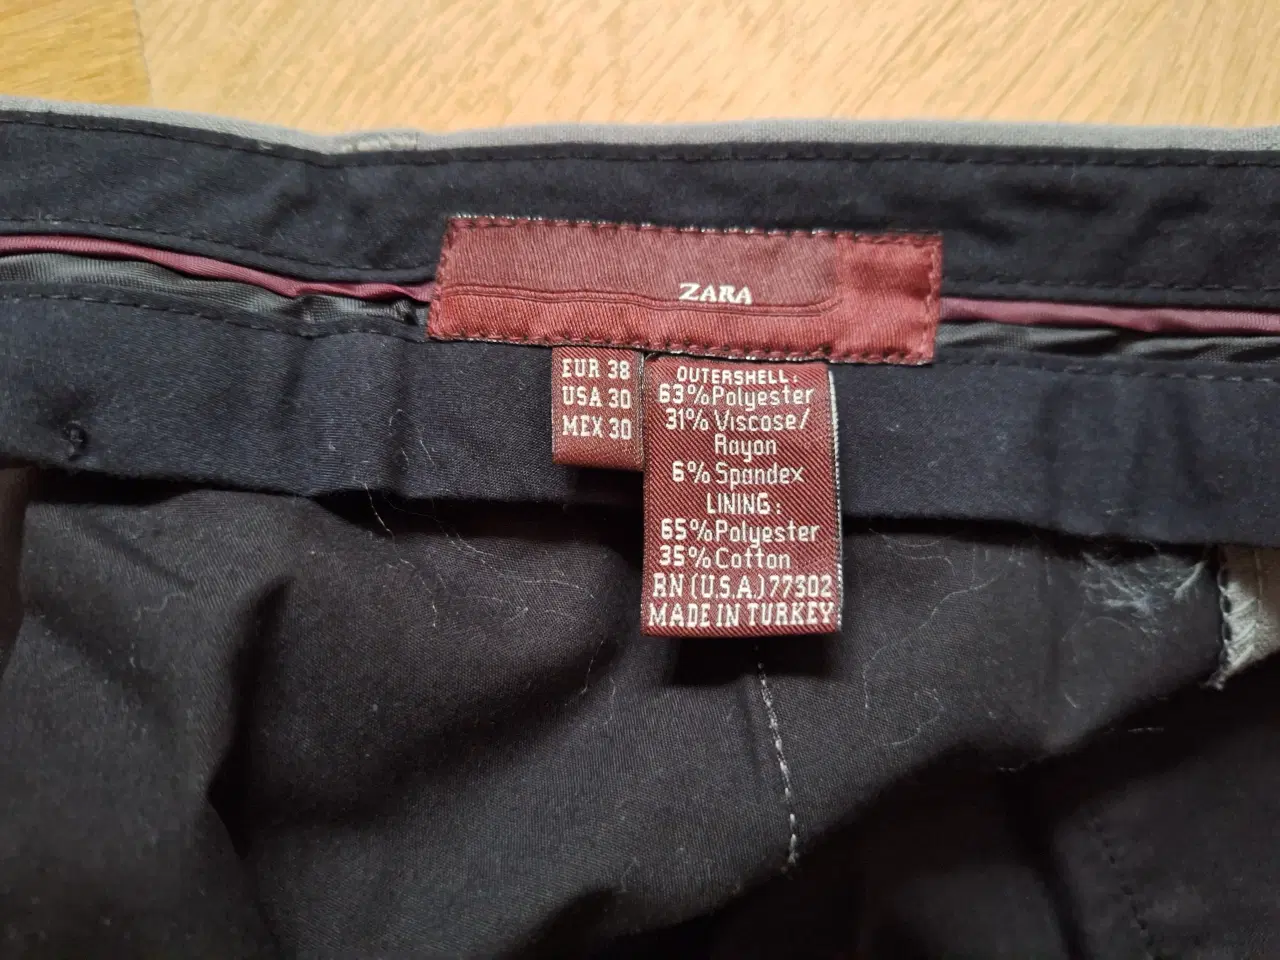 ZARA
EUR 38
USA 30
MEX 30
OUTERSHELL:
63%Polyester
31% Viscose/
Rayon
6% Spandex
LINING:
65%Polyester
35%Cotton
RN(U.S.A.)77302
MADE IN TURKEY